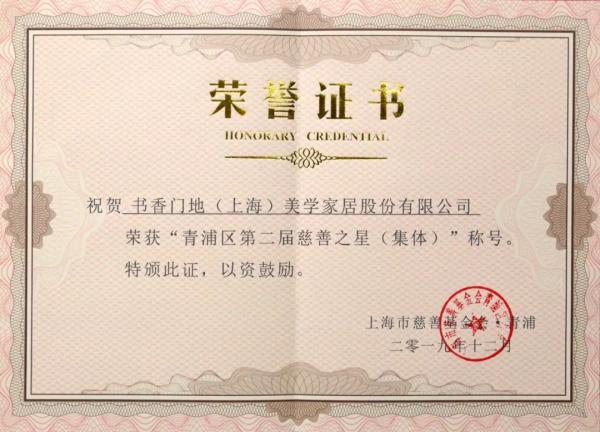 荣誉证书
HONORARY CREDENTIAL
祝贺 书香门地（上海）美学家居股份有限公司
荣获“青浦区第二届慈善之星（集体）”称号。
特颁此证，以资鼓励。
上海市慈善基金会·青浦
二零一九年十二月